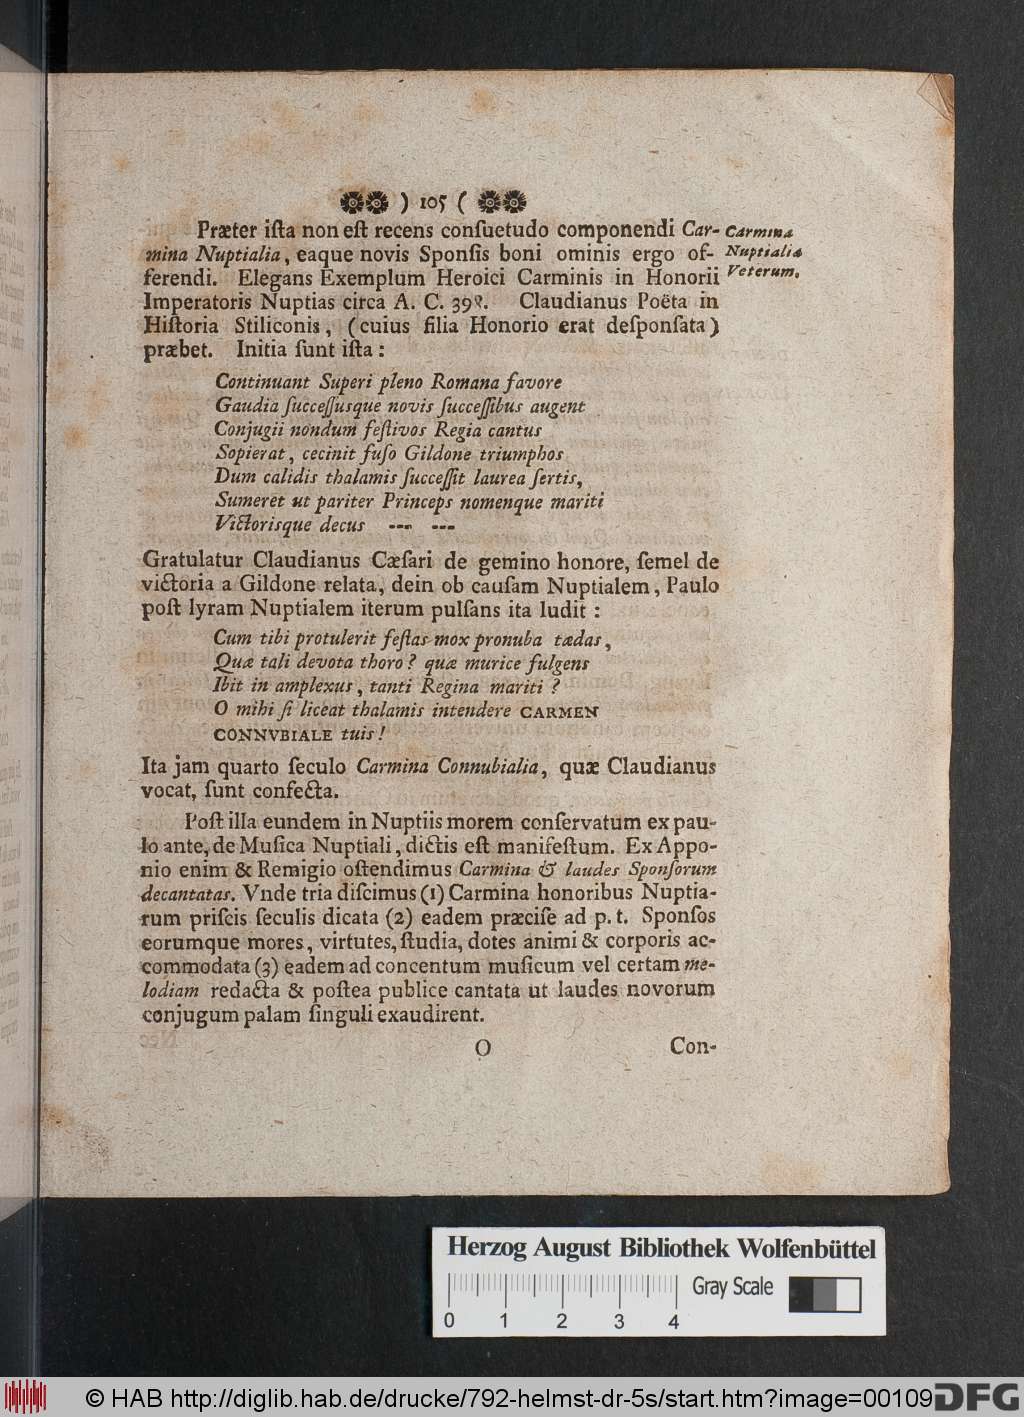 ) 105 (
Præter iſta non eſt recens conſuetudo componendi Car-
mina Nuptialia, eaque novis Sponſis boni ominis ergo of-
ferendi. Elegans Exemplum Heroici Carminis in Honorii
Imperatoris Nuptias circa A. C. 398. Claudianus Poëta in
Hiſtoria Stiliconis, (cuius filia Honorio erat deſponſata)
præbet. Initia ſunt iſta:
Carmina
Nuptialia
Veterum.
Continuant Superi pleno Romana favore
Gaudia ſucceſſusque novis ſucceſſibus augent
Conjugii nondum feſtivos Regia cantus
Sopierat, cecinit fuſo Gildone triumphos
Dum calidis thalamis ſucceſſit laurea ſertis,
Sumeret ut pariter Princeps nomenque mariti
Victorisque decus --- ---
Gratulatur Claudianus Cæſari de gemino honore, ſemel de
victoria a Gildone relata, dein ob cauſam Nuptialem, Paulo
poſt lyram Nuptialem iterum pulſans ita ludit:
Cum tibi protulerit feſtas mox pronuba tædas,
Quæ tali devota thoro? quæ murice fulgens
Ibit in amplexus, tanti Regina mariti?
O mihi ſi liceat thalamis intendere CARMEN
CONNVBIALE tuis!
Ita jam quarto ſeculo Carmina Connubialia, quæ Claudianus
vocat, ſunt confecta.
Poſt illa eundem in Nuptiis morem conſervatum ex pau-
lo ante, de Muſica Nuptiali, dictis eſt manifeſtum. Ex Appo-
nio enim & Remigio oſtendimus Carmina & laudes Sponſorum
decantatas. Vnde tria diſcimus (1) Carmina honoribus Nuptia-
rum priſcis ſeculis dicata (2) eadem præciſe ad p. t. Sponſos
eorumque mores, virtutes, ſtudia, dotes animi & corporis ac-
commodata (3) eadem ad concentum muſicum vel certam me-
lodiam redacta & poſtea publice cantata ut laudes novorum
conjugum palam ſinguli exaudirent.
O Con-
Herzog August Bibliothek Wolfenbüttel
Gray Scale
0 1 2 3 4
© HAB http://diglib.hab.de/drucke/792-helmst-dr-5s/start.htm?image=00109
DFG